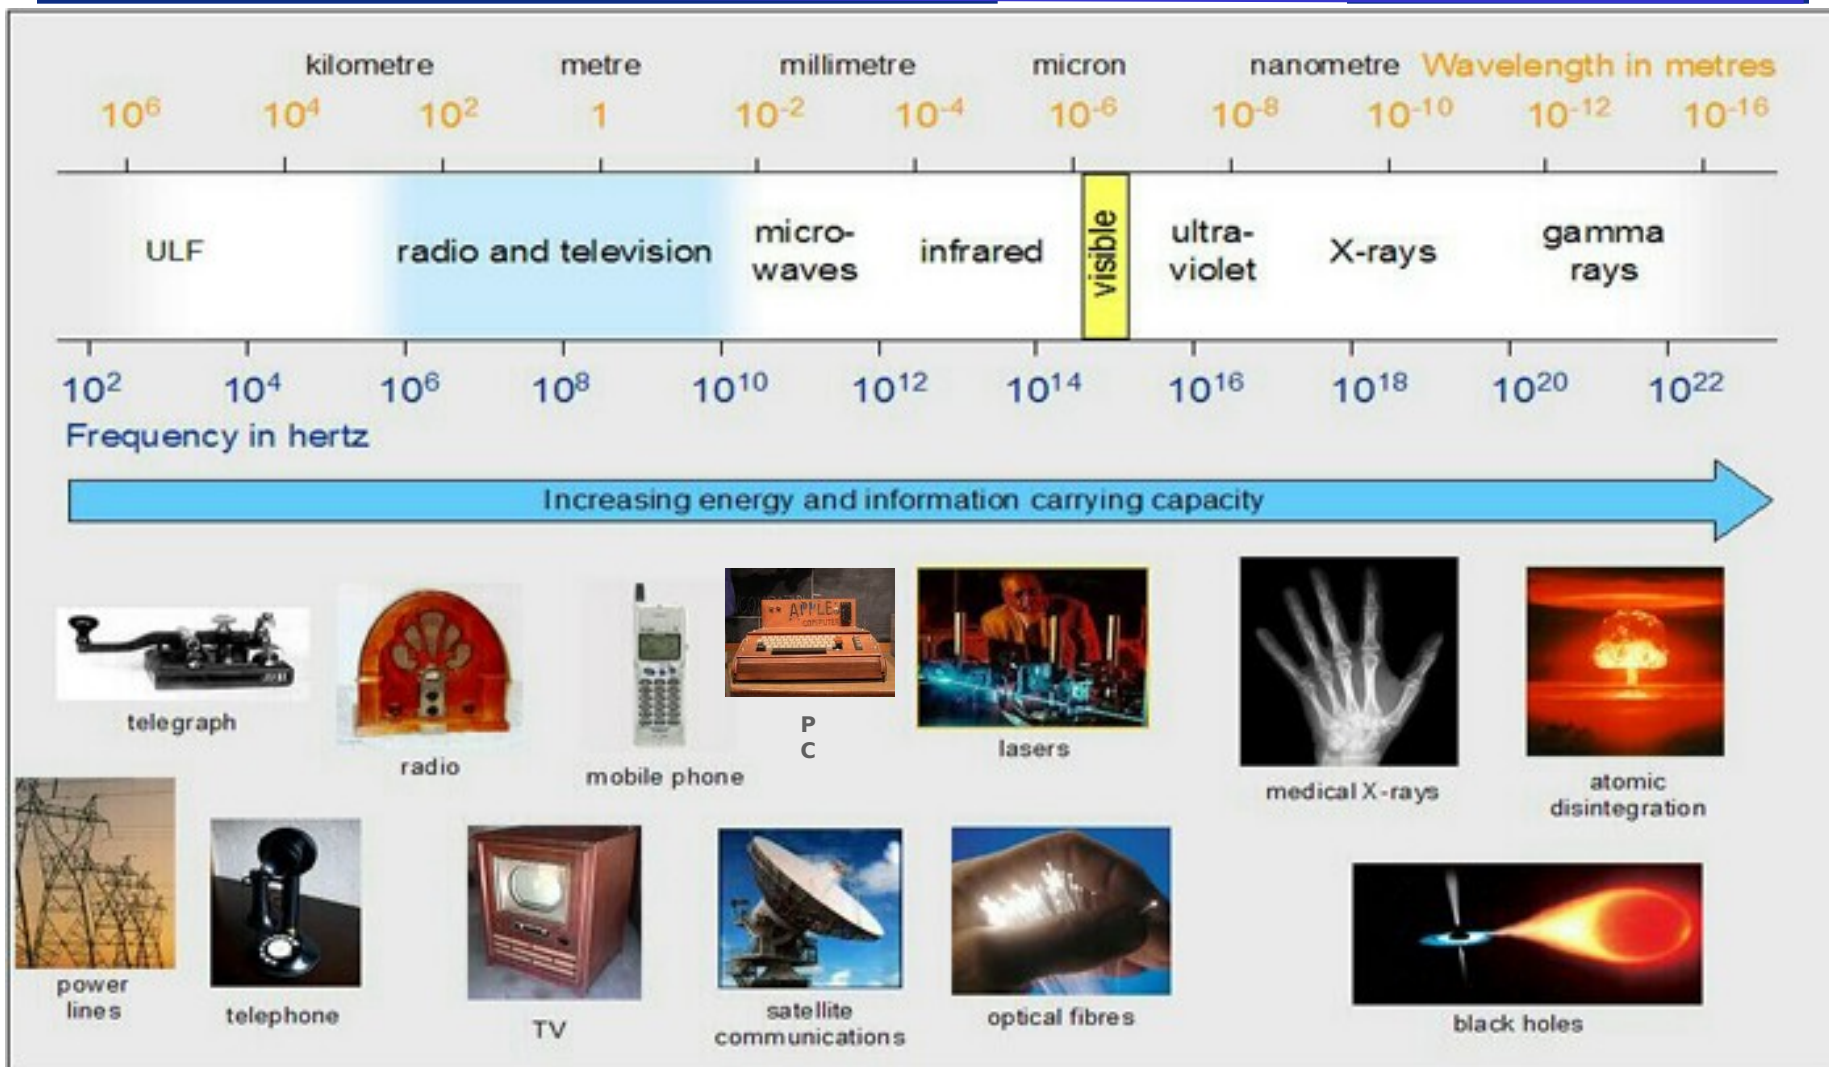 kilometre metre millimetre micron nanometre Wavelength in metres
10⁶ 10⁴ 10² 1 10⁻² 10⁻⁴ 10⁻⁶ 10⁻⁸ 10⁻¹⁰ 10⁻¹² 10⁻¹⁶
ULF
radio and television
micro-
waves
infrared
visible
ultra-
violet
X-rays
gamma
rays
10² 10⁴ 10⁶ 10⁸ 10¹⁰ 10¹² 10¹⁴ 10¹⁶ 10¹⁸ 10²⁰ 10²²
Frequency in hertz
Increasing energy and information carrying capacity
APPLE
COMPUTER
telegraph
radio
mobile phone
P
C
lasers
medical X-rays
atomic
disintegration
power
lines
telephone
TV
satellite
communications
optical fibres
black holes